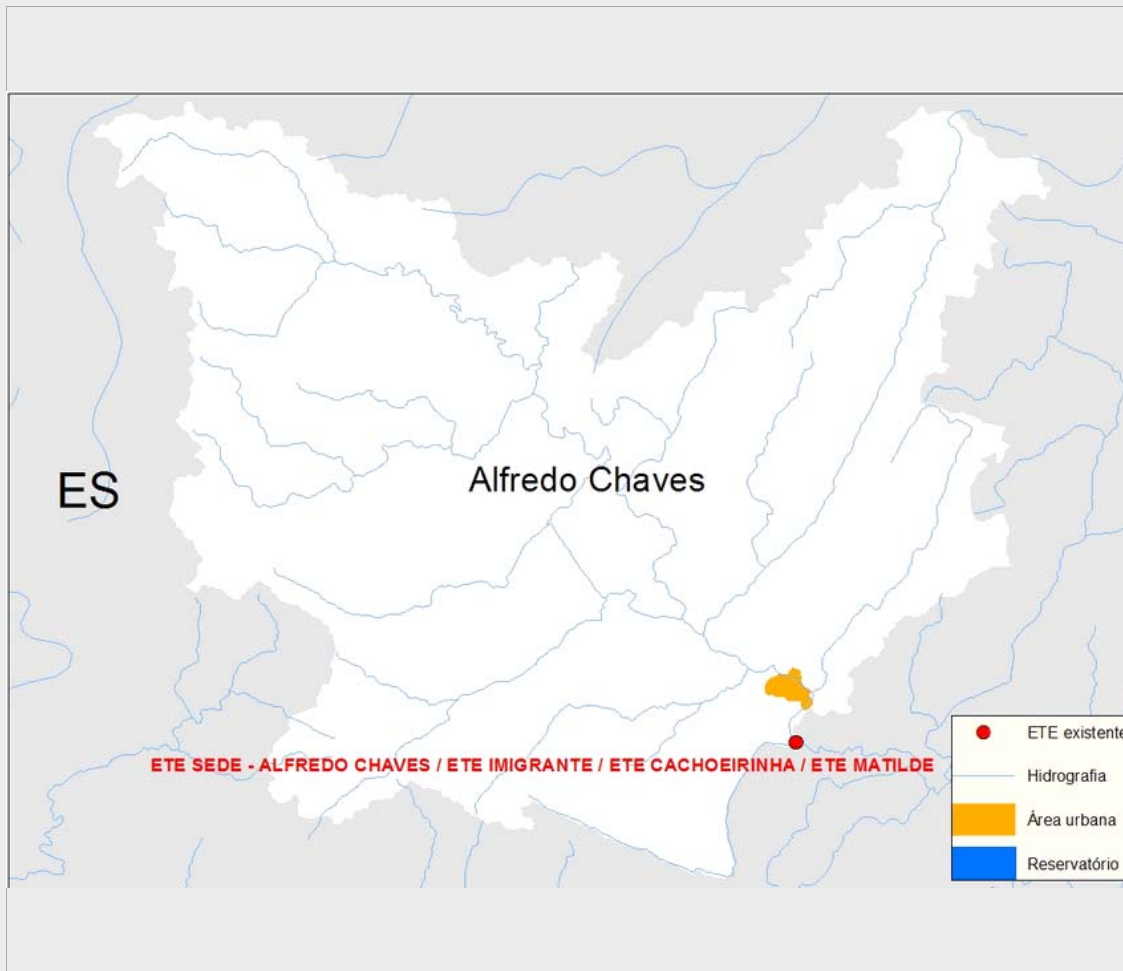 ES
Alfredo Chaves
ETE SEDE - ALFREDO CHAVES / ETE IMIGRANTE / ETE CACHOEIRINHA / ETE MATILDE
ETE existente
Hidrografia
Área urbana
Reservatório